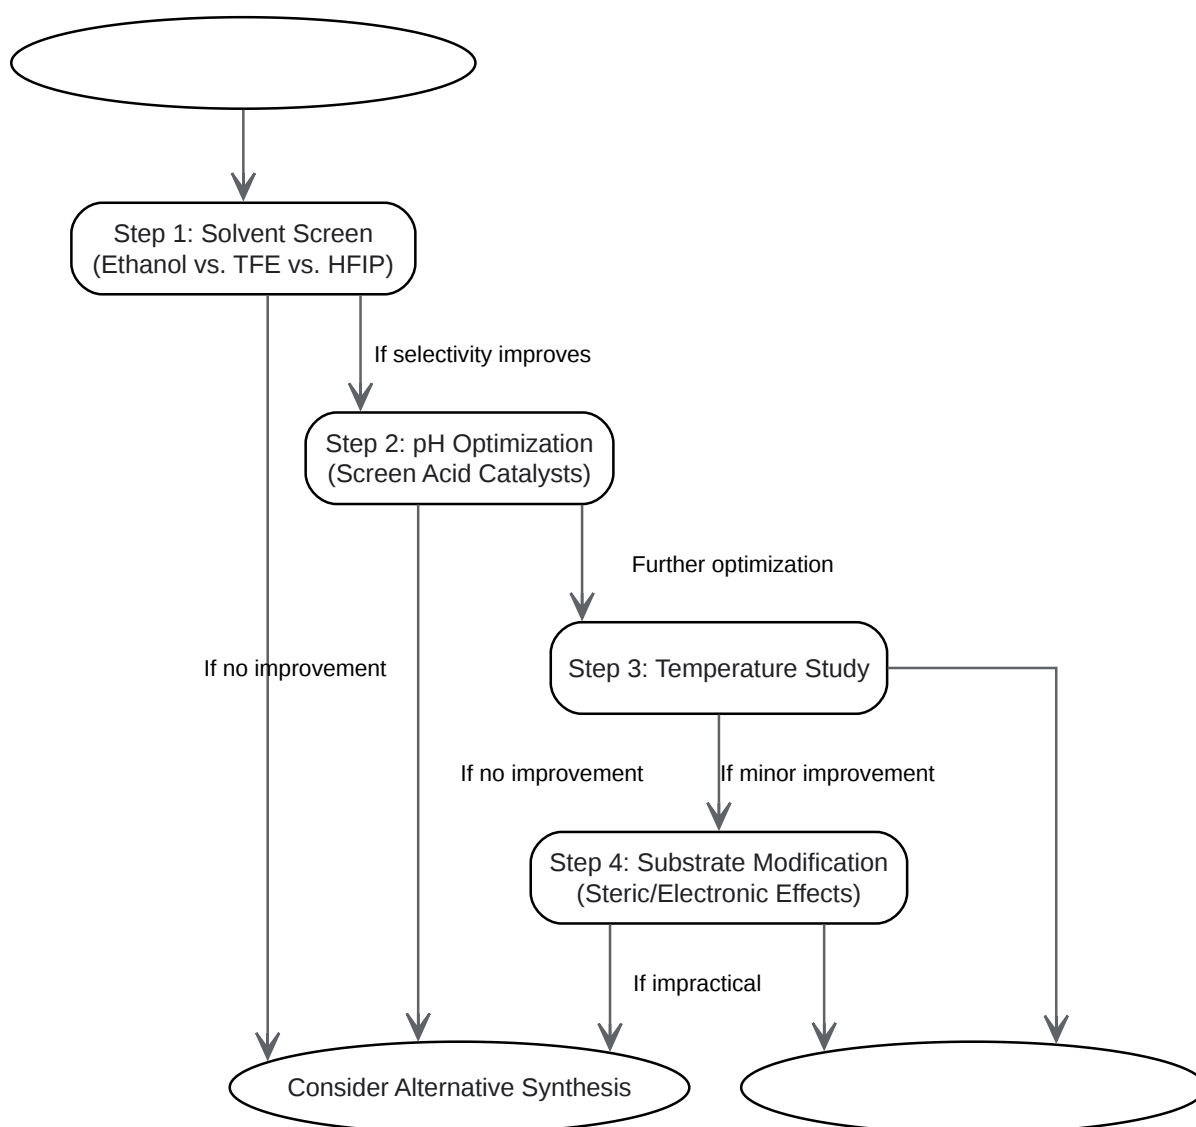 Step 1: Solvent Screen
(Ethanol vs. TFE vs. HFIP)
If selectivity improves
Step 2: pH Optimization
(Screen Acid Catalysts)
Further optimization
If no improvement
Step 3: Temperature Study
If no improvement
If minor improvement
Step 4: Substrate Modification
(Steric/Electronic Effects)
If impractical
Consider Alternative Synthesis